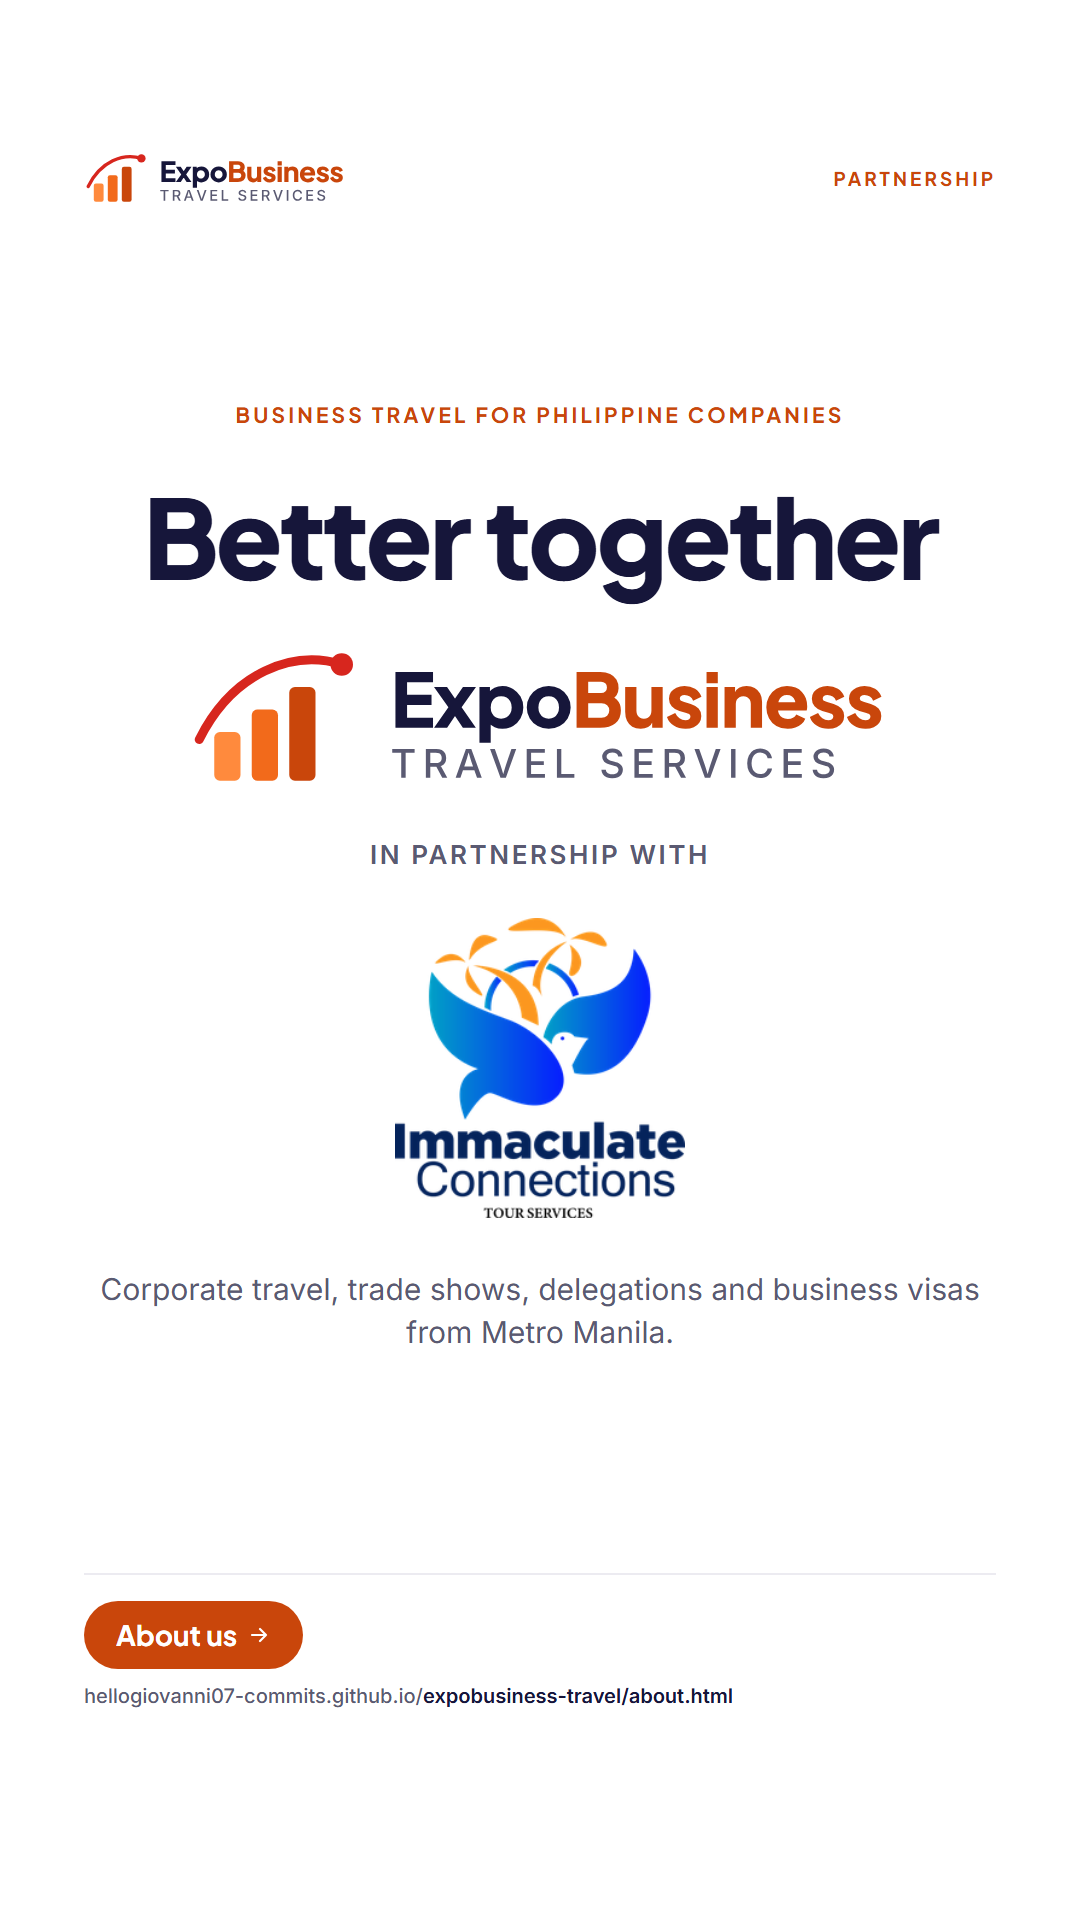 ExpoBusiness
TRAVEL SERVICES
PARTNERSHIP
BUSINESS TRAVEL FOR PHILIPPINE COMPANIES
Better together
ExpoBusiness
TRAVEL SERVICES
IN PARTNERSHIP WITH
Immaculate
Connections
TOUR SERVICES
Corporate travel, trade shows, delegations and business visas
from Metro Manila.
About us →
hellogiovanni07-commits.github.io/expobusiness-travel/about.html